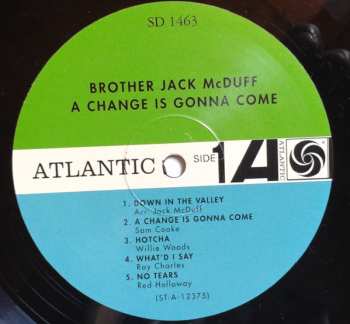 SD 1463
BROTHER JACK McDUFF
A CHANGE IS GONNA COME
ATLANTIC
SIDE 1
ATLANTIC
1. DOWN IN THE VALLEY
Arr: Jack McDuff
2. A CHANGE IS GONNA COME
Sam Cooke
3. HOTCHA
Willie Woods
4. WHAT'D I SAY
Ray Charles
5. NO TEARS
Red Holloway
(ST-A-12375)